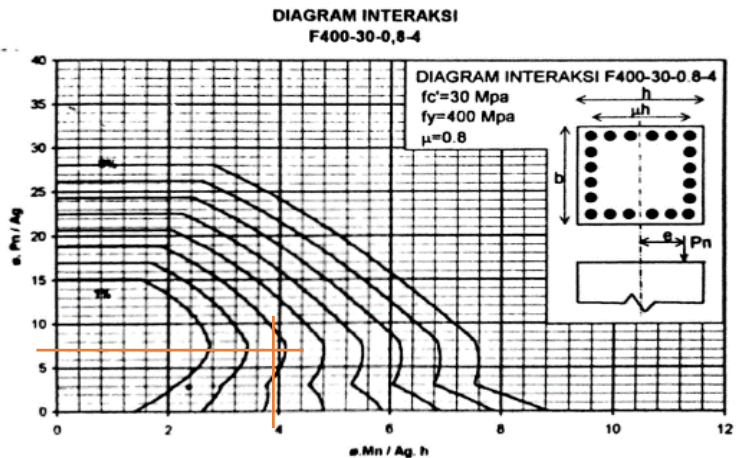 DIAGRAM INTERAKSI
F400-30-0,8-4
DIAGRAM INTERAKSI F400-30-0.8-4
fc'=30 Mpa
fy=400 Mpa
μ=0.8
h
μh
b
e
Pn
ø. Pn / Ag
40
35
30
25
20
15
10
5
0
8%
1%
0
2
4
6
8
10
12
ø.Mn / Ag. h